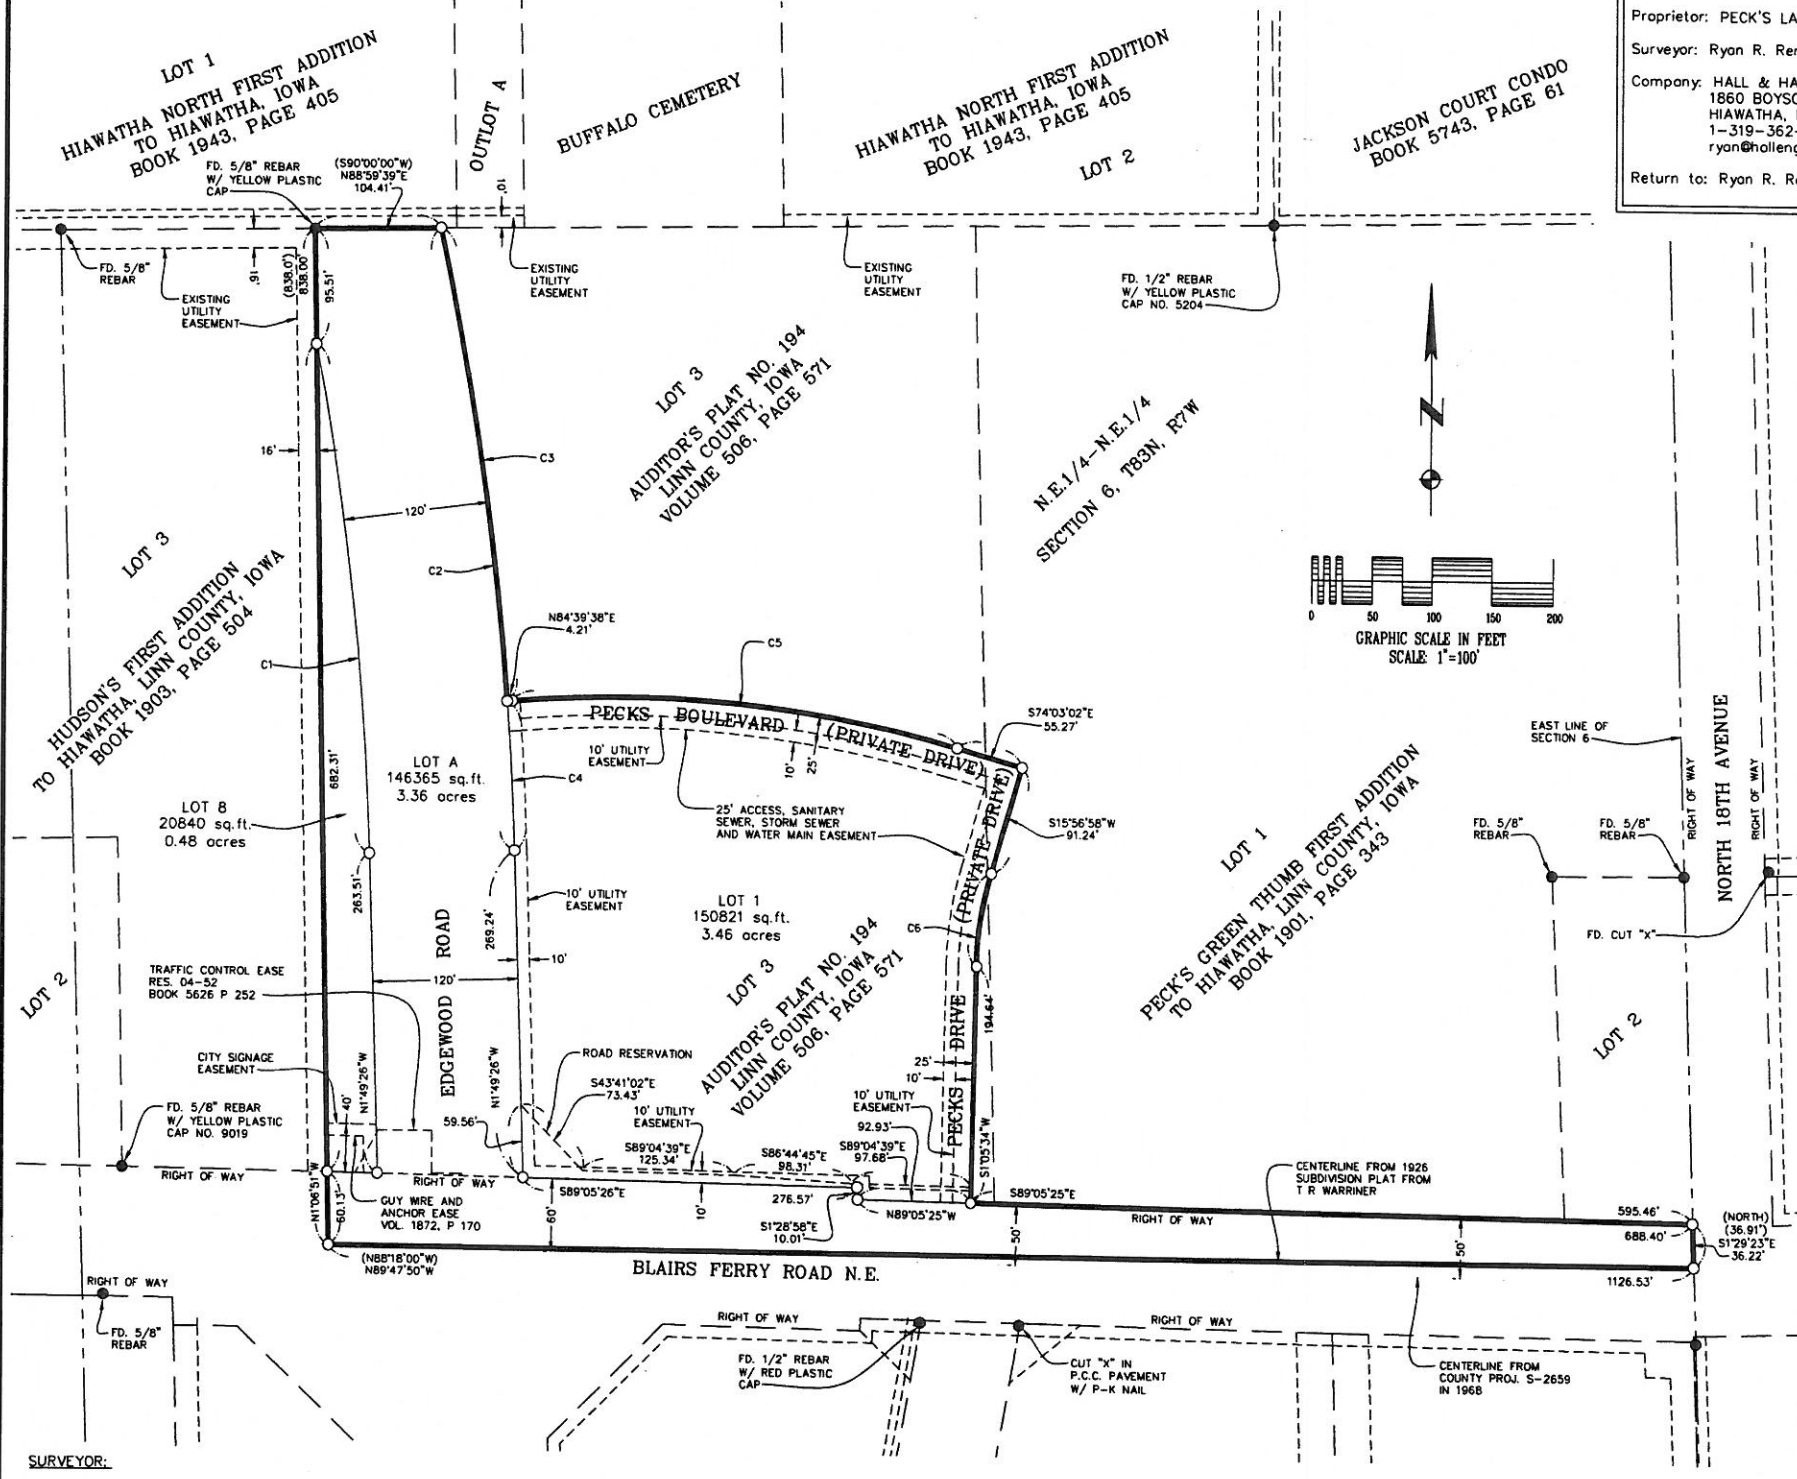 Proprietor: PECK'S LA
Surveyor: Ryan R. Re
Company: HALL & HA
1860 BOYSO
HIAWATHA,
1-319-362-
ryan@halleng
Return to: Ryan R. R
LOT 1
HIAWATHA NORTH FIRST ADDITION
TO HIAWATHA, IOWA
BOOK 1943, PAGE 405
OUTLOT A
BUFFALO CEMETERY
HIAWATHA NORTH FIRST ADDITION
TO HIAWATHA, IOWA
BOOK 1943, PAGE 405
LOT 2
JACKSON COURT CONDO
BOOK 5743, PAGE 61
FD. 5/8" REBAR
W/ YELLOW PLASTIC
CAP
(S90°00'00"W)
N88°59'39"E
104.41'
10'
FD. 5/8"
REBAR
16'
EXISTING
UTILITY
EASEMENT
(838.0')
838.00'
95.51'
EXISTING
UTILITY
EASEMENT
EXISTING
UTILITY
EASEMENT
FD. 1/2" REBAR
W/ YELLOW PLASTIC
CAP NO. 5204
LOT 3
AUDITOR'S PLAT NO. 194
LINN COUNTY, IOWA
VOLUME 506, PAGE 571
N.E.1/4-N.E.1/4
SECTION 6, T83N, R7W
N
16'
C3
120'
C2
0 50 100 150 200
GRAPHIC SCALE IN FEET
SCALE: 1"=100'
LOT 3
HUDSON'S FIRST ADDITION
TO HIAWATHA, LINN COUNTY, IOWA
BOOK 1903, PAGE 504
C1
N84°39'38"E
4.21'
C5
PECKS BOULEVARD (PRIVATE DRIVE)
S74°03'02"E
55.27'
10' UTILITY
EASEMENT
10'
25'
EAST LINE OF
SECTION 6
NORTH 18TH AVENUE
RIGHT OF WAY
RIGHT OF WAY
682.31'
LOT A
146365 sq.ft.
3.36 acres
C4
LOT B
20840 sq.ft.
0.48 acres
25' ACCESS, SANITARY
SEWER, STORM SEWER
AND WATER MAIN EASEMENT
S15°56'58"W
91.24'
FD. 5/8"
REBAR
FD. 5/8"
REBAR
FD. CUT "X"
LOT 1
PECK'S GREEN THUMB FIRST ADDITION
TO HIAWATHA, LINN COUNTY, IOWA
BOOK 1901, PAGE 343
LOT 2
263.51'
269.24'
10' UTILITY
EASEMENT
LOT 1
150821 sq.ft.
3.46 acres
C6
10'
LOT 3
AUDITOR'S PLAT NO. 194
LINN COUNTY, IOWA
VOLUME 506, PAGE 571
PECKS DRIVE (PRIVATE DRIVE)
194.64'
LOT 2
TRAFFIC CONTROL EASE
RES. 04-52
BOOK 5626 P 252
120'
EDGEWOOD ROAD
CITY SIGNAGE
EASEMENT
40'
N1°49'26"W
N1°49'26"W
ROAD RESERVATION
S43°41'02"E
73.43'
10' UTILITY
EASEMENT
25'
10'
10' UTILITY
EASEMENT
92.93'
FD. 5/8" REBAR
W/ YELLOW PLASTIC
CAP NO. 9019
59.56'
S89°04'39"E
125.34'
S86°44'45"E
98.31'
S89°04'39"E
97.68'
S1°05'34"W
RIGHT OF WAY
RIGHT OF WAY
S89°05'26"E
276.57'
N89°05'25"W
S89°05'25"E
RIGHT OF WAY
CENTERLINE FROM 1926
SUBDIVISION PLAT FROM
T R WARRINER
N1°06'51"W
60.13'
GUY WIRE AND
ANCHOR EASE
VOL. 1872, P 170
60'
10'
S1°28'58"E
10.01'
50'
50'
595.46'
688.40'
(NORTH)
(36.91')
S1°29'23"E
36.22'
(N88°18'00"W)
N89°47'50"W
BLAIRS FERRY ROAD N.E.
1126.53'
RIGHT OF WAY
FD. 5/8"
REBAR
RIGHT OF WAY
RIGHT OF WAY
FD. 1/2" REBAR
W/ RED PLASTIC
CAP
CUT "X" IN
P.C.C. PAVEMENT
W/ P-K NAIL
CENTERLINE FROM
COUNTY PROJ. S-2659
IN 1968
SURVEYOR: